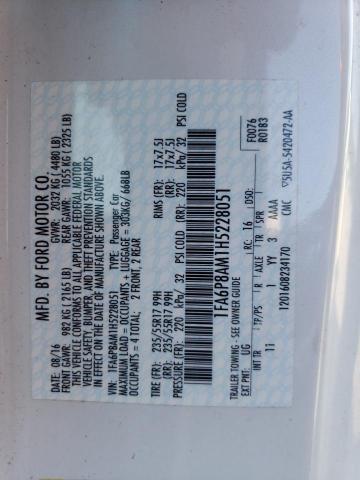 MFD. BY FORD MOTOR CO.
08/16 GVWR: 2032 KG ( 4480 LB)
FRONT GAWR: 982 KG ( 2165 LB) REAR GAWR: 1055 KG ( 2325 LB)
THIS VEHICLE CONFORMS TO ALL APPLICABLE FEDERAL MOTOR
VEHICLE SAFETY, BUMPER, AND THEFT PREVENTION STANDARDS
IN EFFECT ON THE DATE OF MANUFACTURE SHOWN ABOVE.
VIN: 1FA6P8AM1H5228051 TYPE: Passenger Car
MAXIMUM LOAD = OCCUPANTS + LUGGAGE = 303KG/ 668LB
OCCUPANTS = 4 TOTAL; 2 FRONT, 2 REAR
TIRE (FR): 235/55R17 99H RIMS (FR): 17x7.5J
(RR): 235/55R17 99H (RR): 17x7.5J
PRESSURE (FR): 220 kPa/ 32 PSI COLD (RR): 220 kPa/ 32 PSI COLD
1FA6P8AM1H5228051
F0076
R0183
TRAILER TOWING - SEE OWNER GUIDE
EXT PNT: UG RC: 16 DSO:
INT TR TP/PS R AXLE TR SPR
11 1 YY 3 AAAA
1201608234170 CMC 5U5A-5420472-AA